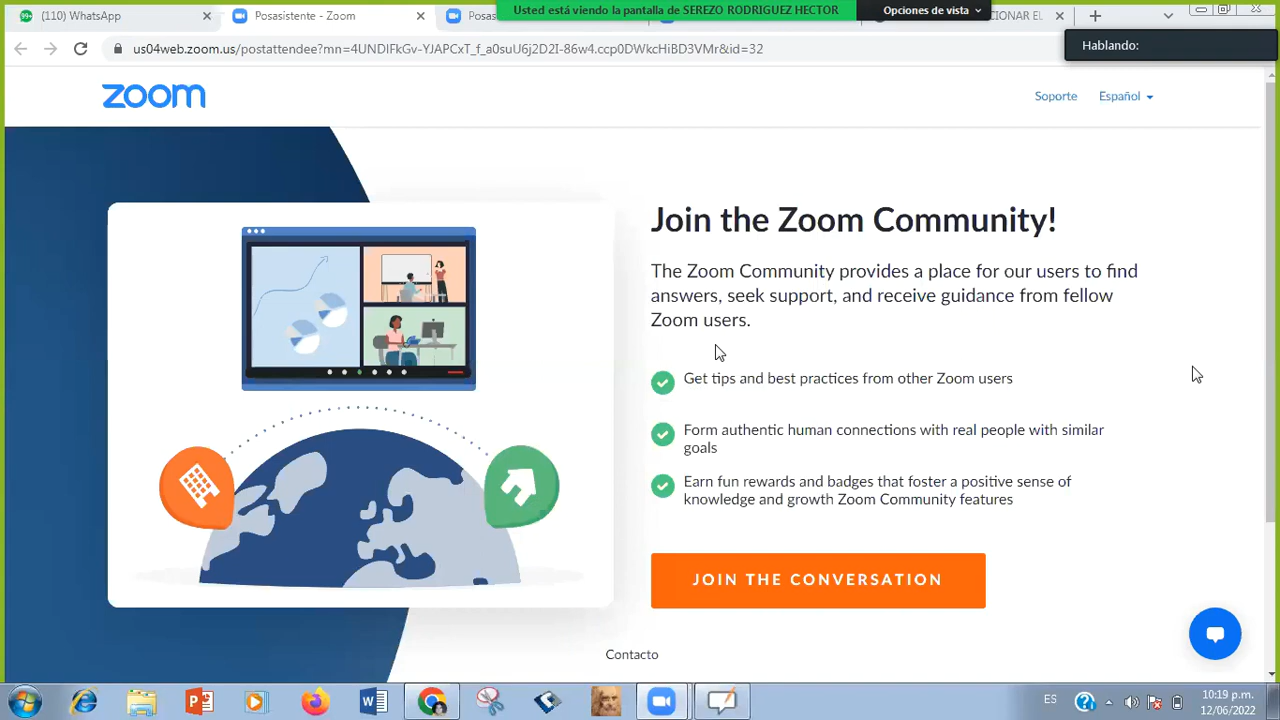 (110) WhatsApp
Posasistente - Zoom
Posas
Usted está viendo la pantalla de SEREZO RODRIGUEZ HECTOR
Opciones de vista
CIONAR EL
us04web.zoom.us/postattendee?mn=4UNDIFkGv-YJAPCxT_f_a0suU6j2D2I-86w4.ccp0DWkcHiBD3VMr&id=32
Hablando:
zoom
Soporte
Español
Join the Zoom Community!
The Zoom Community provides a place for our users to find
answers, seek support, and receive guidance from fellow
Zoom users.
Get tips and best practices from other Zoom users
Form authentic human connections with real people with similar
goals
Earn fun rewards and badges that foster a positive sense of
knowledge and growth Zoom Community features
JOIN THE CONVERSATION
Contacto
ES
10:19 p.m.
12/06/2022